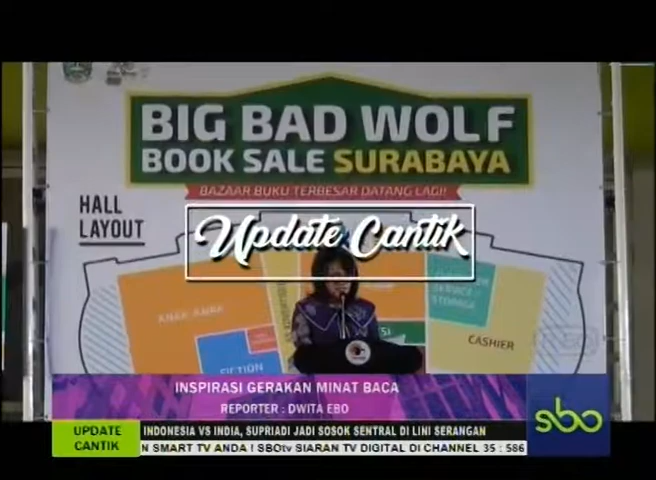 BIG BAD WOLF
BOOK SALE SURABAYA
BAZAAR BUKU TERBESAR DATANG LAGI!
HALL
LAYOUT
Update Cantik
ANAK-ANAK
FICTION
CASHIER
INSPIRASI GERAKAN MINAT BACA
REPORTER : DWITA EBO
sbo
UPDATE
CANTIK
INDONESIA VS INDIA, SUPRIADI JADI SOSOK SENTRAL DI LINI SERANGAN
N SMART TV ANDA ! SBOtv SIARAN TV DIGITAL DI CHANNEL 35 : 586